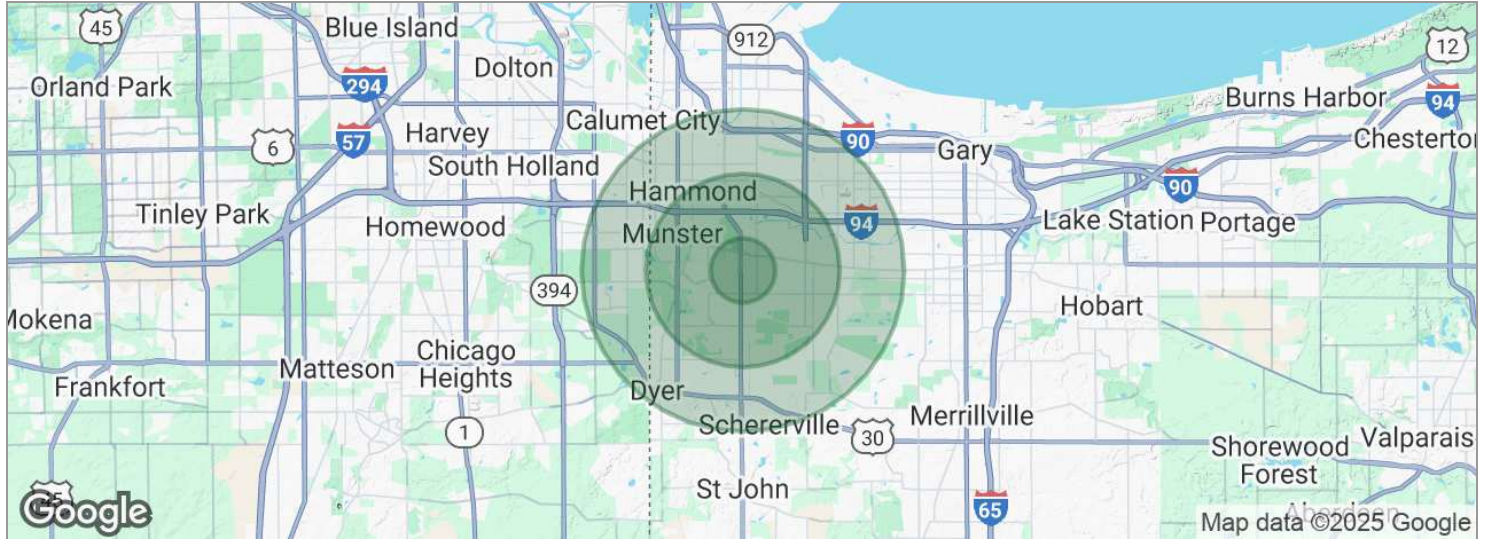 45
Blue Island
912
12
Dolton
Orland Park
294
Burns Harbor
94
Calumet City
57
Harvey
90
Chesterton
6
South Holland
Gary
Hammond
90
Tinley Park
94
Lake Station
Portage
Homewood
Munster
394
Hobart
Mokena
Chicago
Heights
Matteson
Frankfort
Dyer
Schererville
30
Merrillville
1
Shorewood
Forest
Valparais
St John
45
65
Aberdeen
Google
Map data ©2025 Google